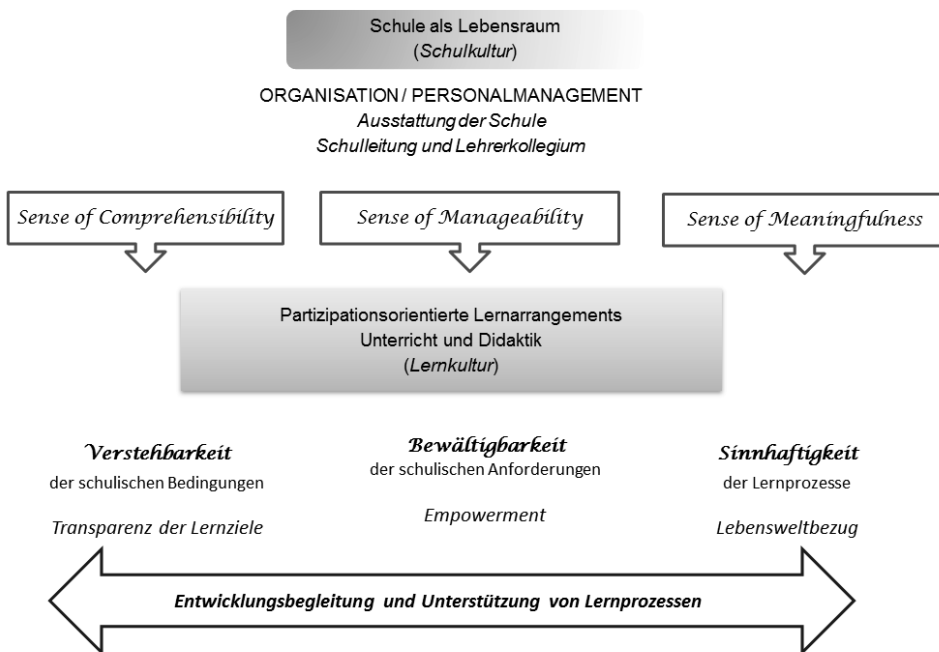 Schule als Lebensraum
(Schulkultur)
ORGANISATION / PERSONALMANAGEMENT
Ausstattung der Schule
Schulleitung und Lehrerkollegium
Sense of Comprehensibility
Sense of Manageability
Sense of Meaningfulness
Partizipationsorientierte Lernarrangements
Unterricht und Didaktik
(Lernkultur)
Verstehbarkeit
der schulischen Bedingungen
Transparenz der Lernziele
Bewältigbarkeit
der schulischen Anforderungen
Empowerment
Sinnhaftigkeit
der Lernprozesse
Lebensweltbezug
Entwicklungsbegleitung und Unterstützung von Lernprozessen